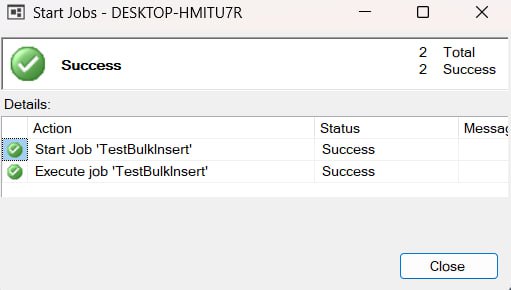 Start Jobs - DESKTOP-HMITU7R
Success
2 Total
2 Success
Details:
Action Status Messag
Start Job 'TestBulkInsert' Success
Execute job 'TestBulkInsert' Success
Close